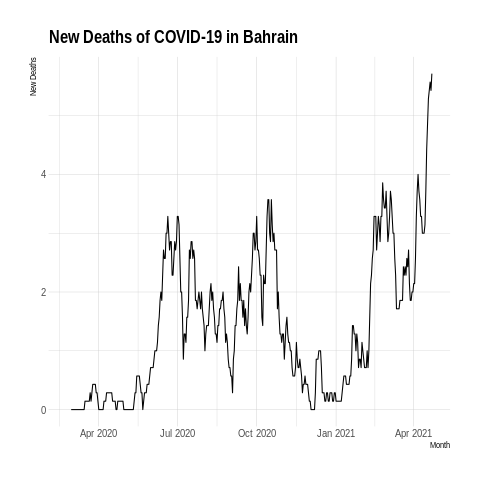 New Deaths of COVID-19 in Bahrain
New Deaths
4
2
0
Apr 2020 Jul 2020 Oct 2020 Jan 2021 Apr 2021
Month